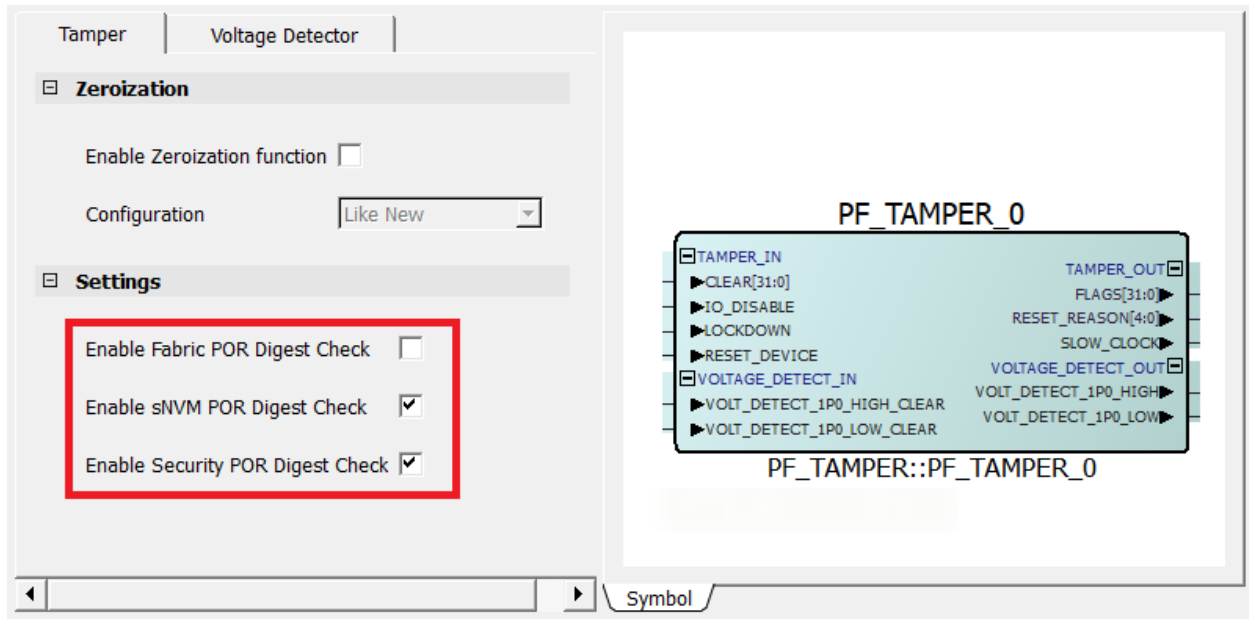 Tamper
Voltage Detector
Zeroization
Enable Zeroization function
Configuration
Like New
Settings
Enable Fabric POR Digest Check
Enable sNVM POR Digest Check
Enable Security POR Digest Check
PF_TAMPER_0
TAMPER_IN
CLEAR[31:0]
IO_DISABLE
LOCKDOWN
RESET_DEVICE
VOLTAGE_DETECT_IN
VOLT_DETECT_1P0_HIGH_CLEAR
VOLT_DETECT_1P0_LOW_CLEAR
TAMPER_OUT
FLAGS[31:0]
RESET_REASON[4:0]
SLOW_CLOCK
VOLTAGE_DETECT_OUT
VOLT_DETECT_1P0_HIGH
VOLT_DETECT_1P0_LOW
PF_TAMPER::PF_TAMPER_0
Symbol